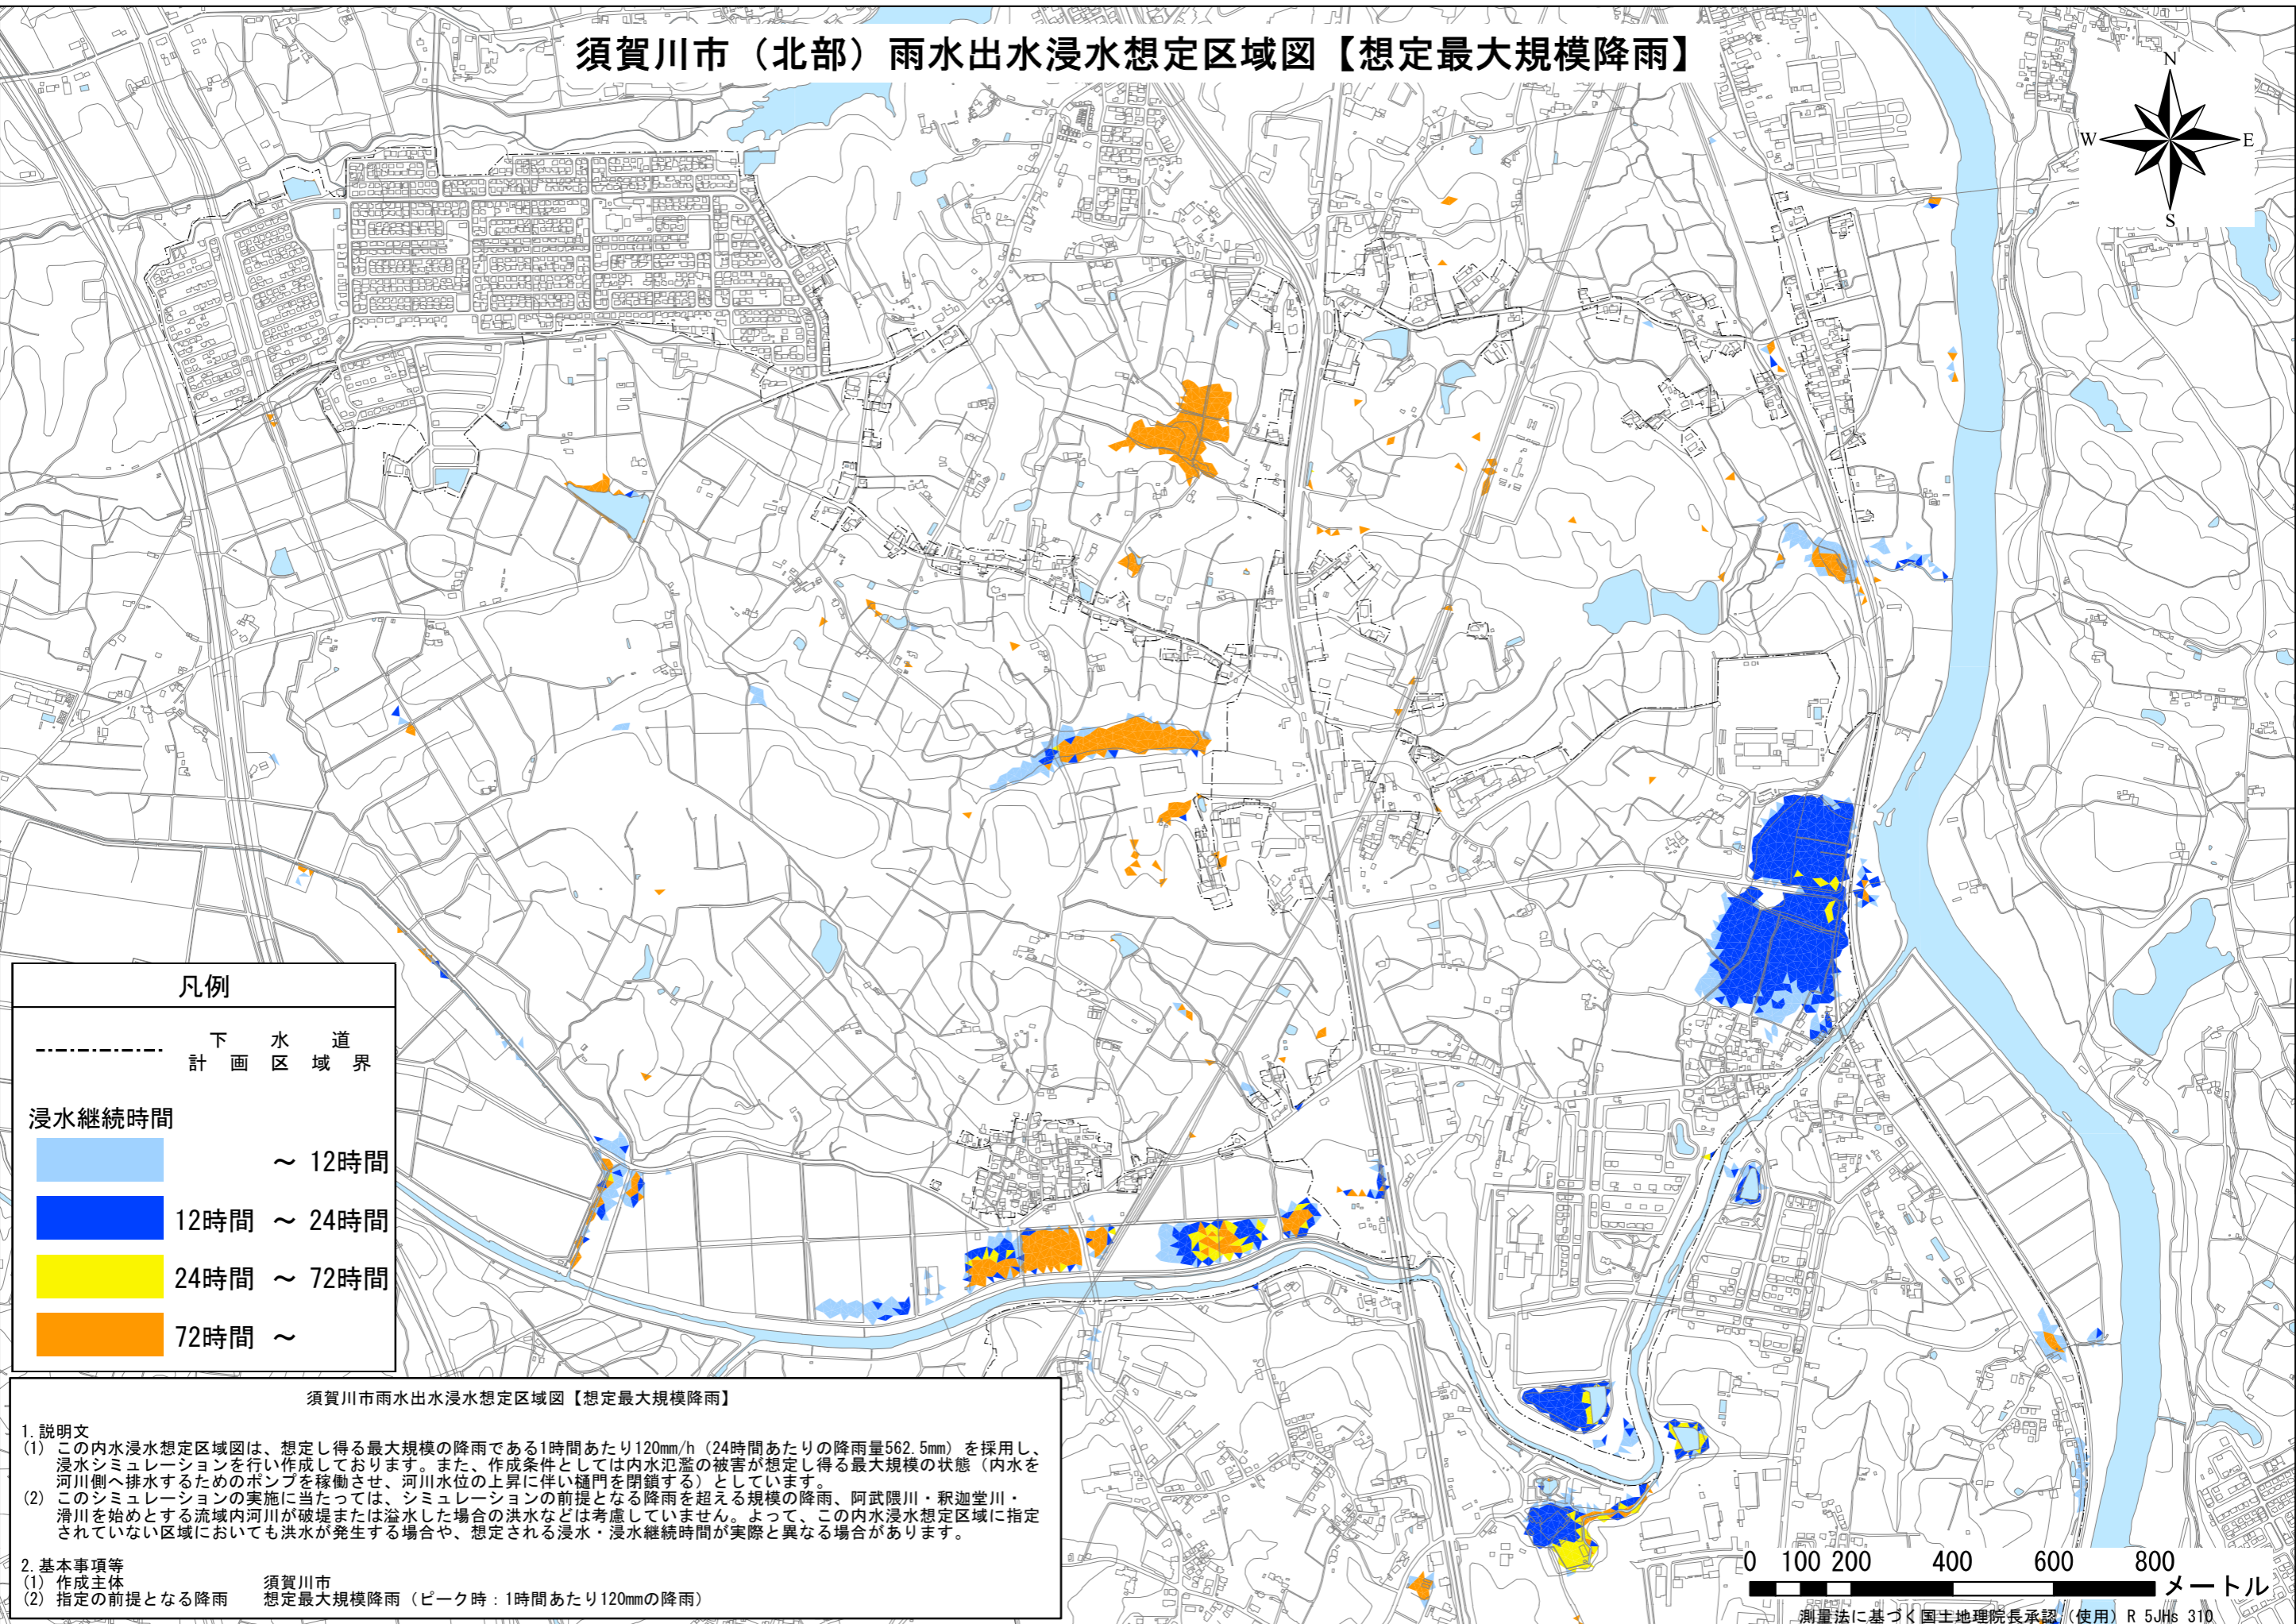 須賀川市（北部）雨水出水浸水想定区域図【想定最大規模降雨】
N
W
E
S
凡例
下水道
計画区域界
浸水継続時間
～ 12時間
12時間 ～ 24時間
24時間 ～ 72時間
72時間 ～
須賀川市雨水出水浸水想定区域図【想定最大規模降雨】
1.説明文
(1) この内水浸水想定区域図は、想定し得る最大規模の降雨である1時間あたり120mm/h（24時間あたりの降雨量562.5mm）を採用し、
浸水シミュレーションを行い作成しております。また、作成条件としては内水氾濫の被害が想定し得る最大規模の状態（内水を
河川側へ排水するためのポンプを稼働させ、河川水位の上昇に伴い樋門を閉鎖する）としています。
(2) このシミュレーションの実施に当たっては、シミュレーションの前提となる降雨を超える規模の降雨、阿武隈川・釈迦堂川・
滑川を始めとする流域内河川が破堤または溢水した場合の洪水などは考慮していません。よって、この内水浸水想定区域に指定
されていない区域においても洪水が発生する場合や、想定される浸水・浸水継続時間が実際と異なる場合があります。
2.基本事項等
(1) 作成主体 須賀川市
(2) 指定の前提となる降雨 想定最大規模降雨（ピーク時：1時間あたり120mmの降雨）
0 100 200 400 600 800
メートル
測量法に基づく国土地理院長承認（使用）R 5JHs 310